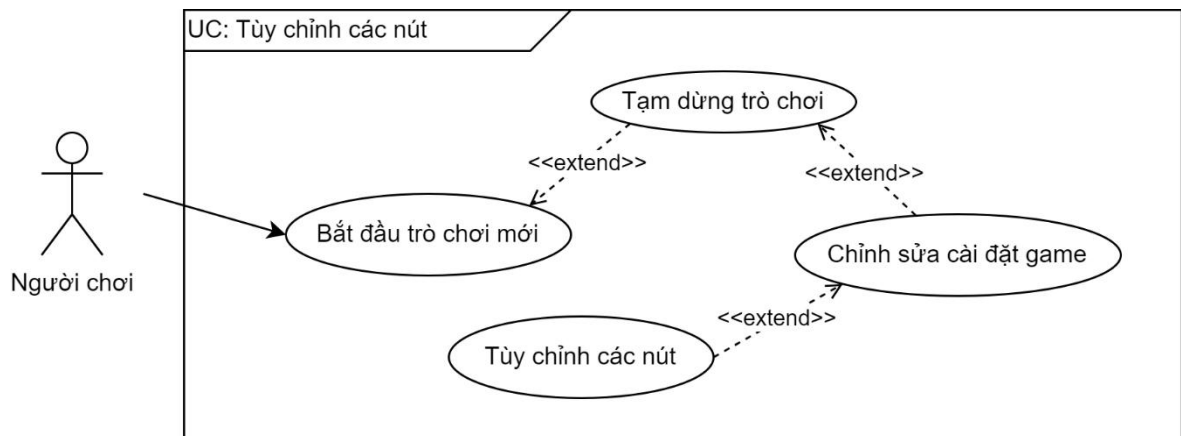 UC: Tùy chỉnh các nút
Tạm dừng trò chơi
<<extend>>
<<extend>>
Bắt đầu trò chơi mới
Chỉnh sửa cài đặt game
Người chơi
<<extend>>
Tùy chỉnh các nút